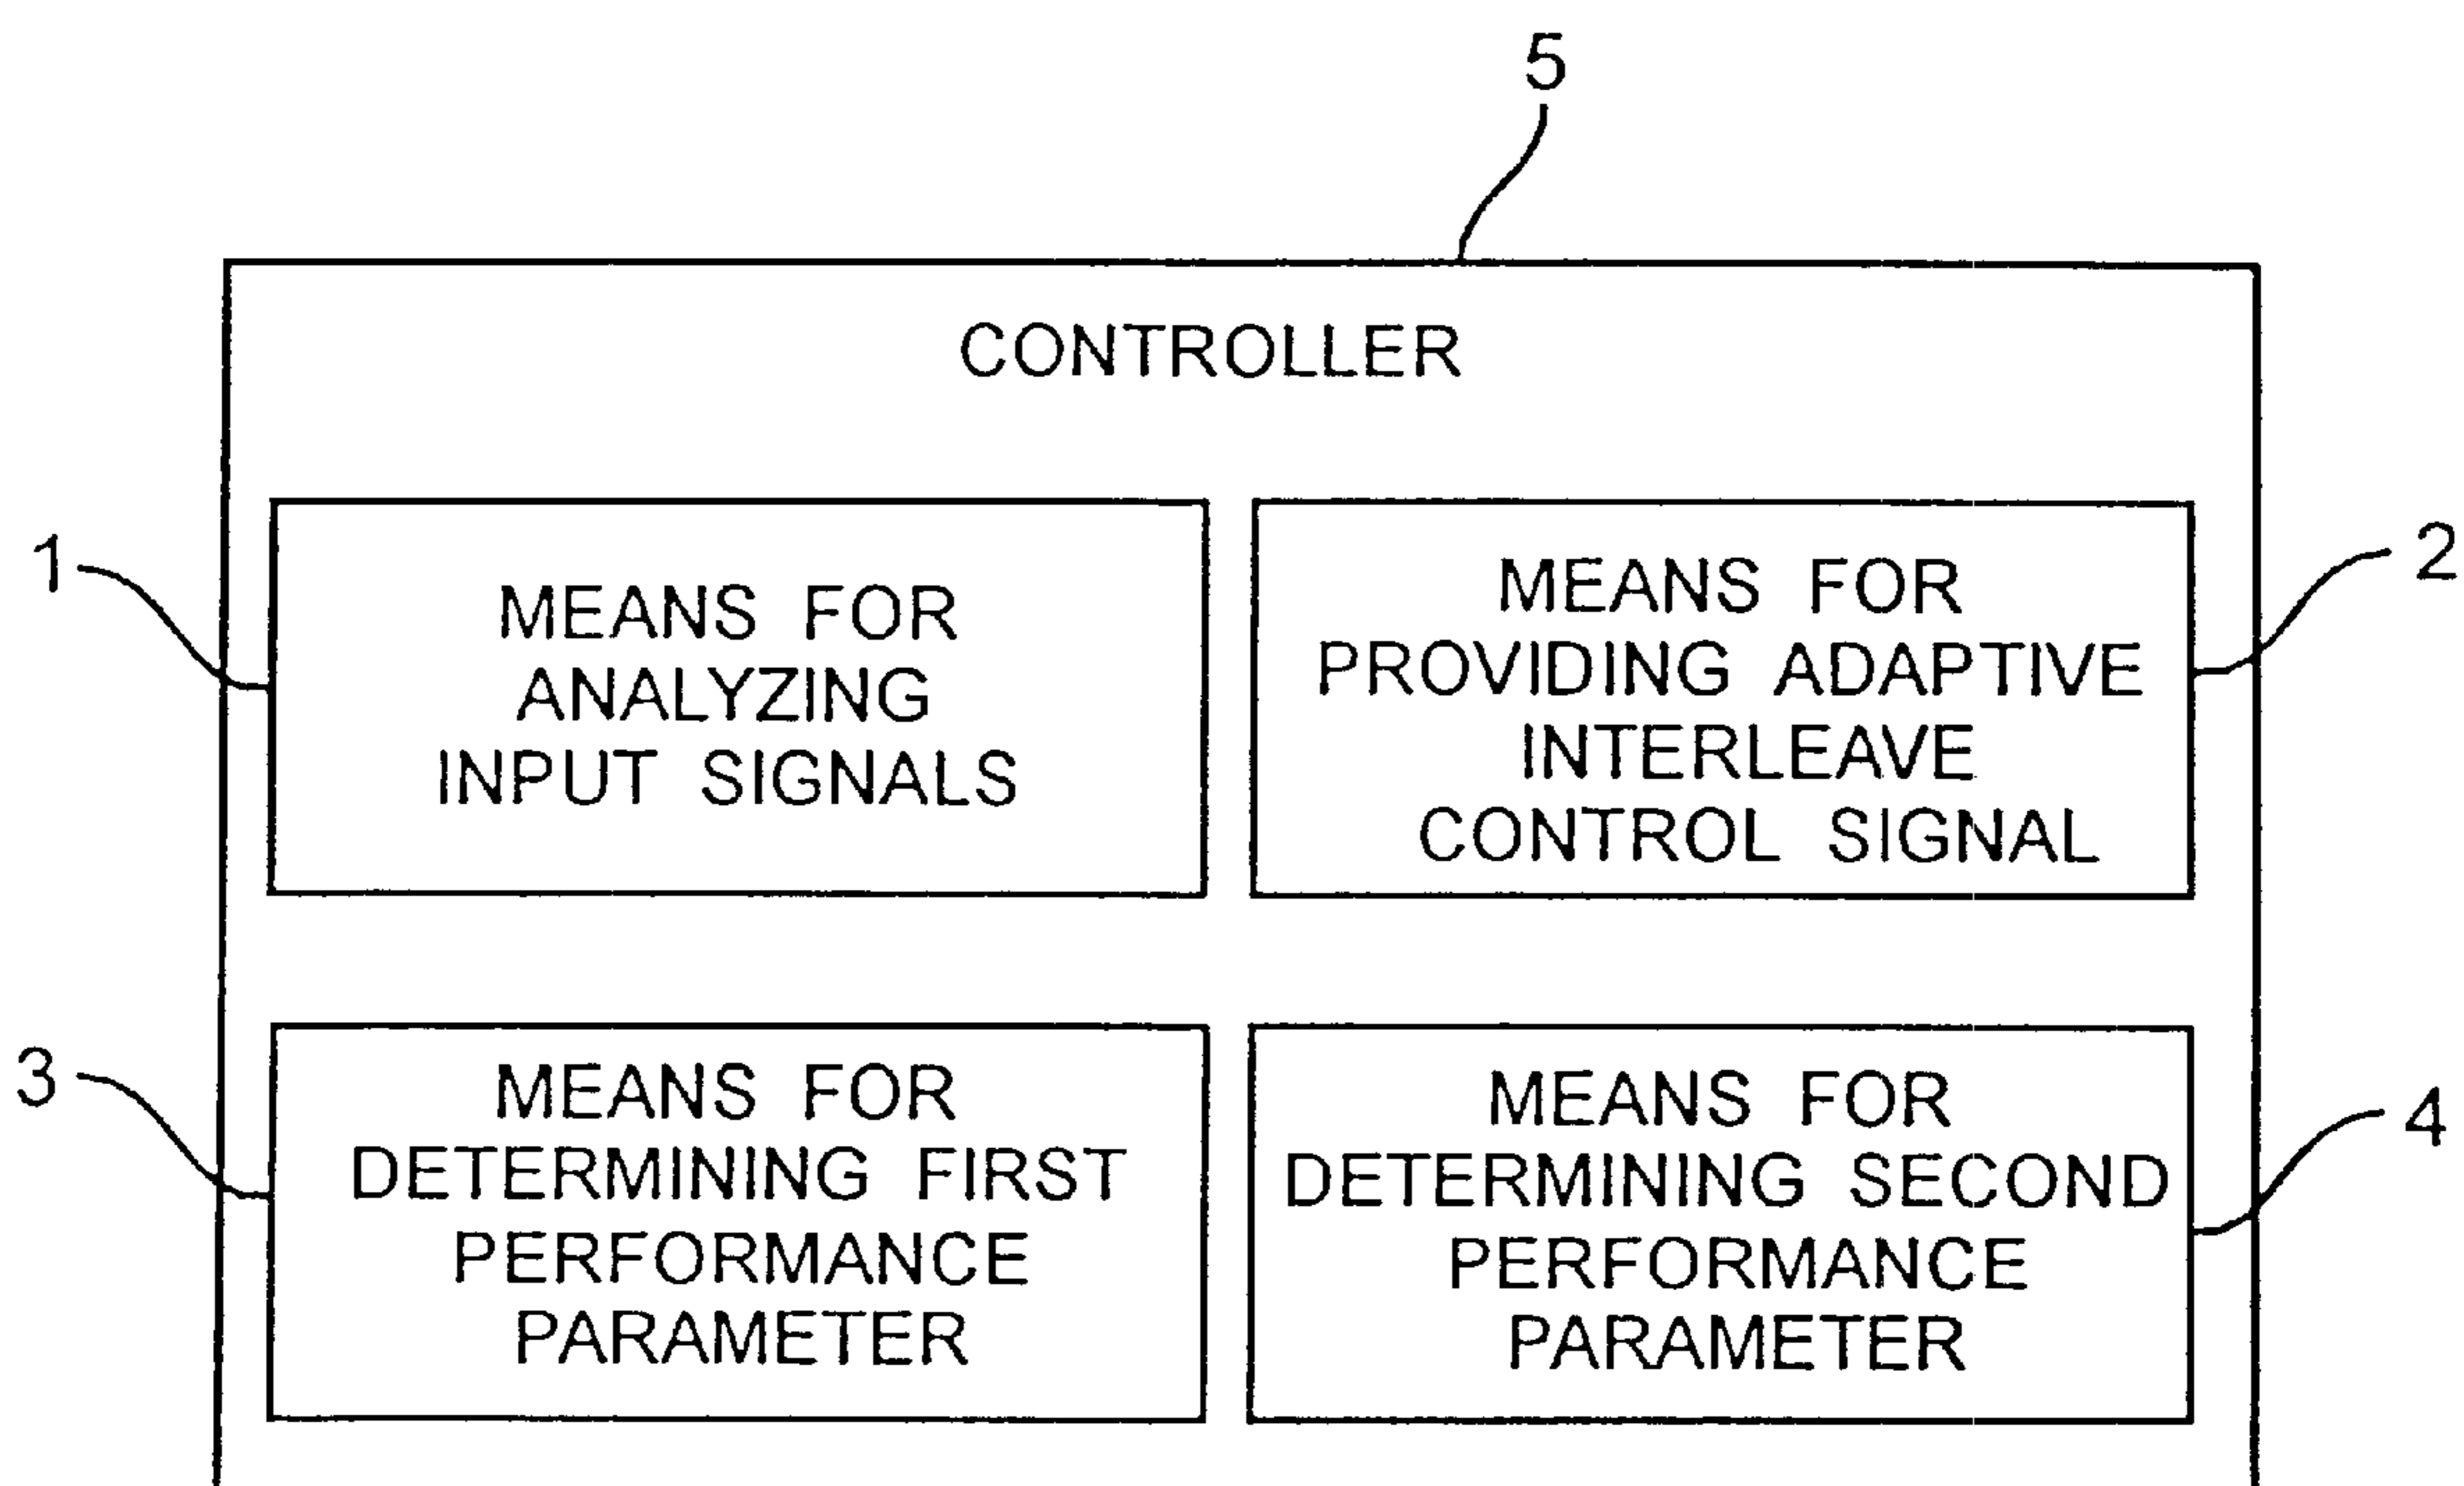 5
CONTROLLER
1
MEANS FOR
ANALYZING
INPUT SIGNALS
2
MEANS FOR
PROVIDING ADAPTIVE
INTERLEAVE
CONTROL SIGNAL
3
MEANS FOR
DETERMINING FIRST
PERFORMANCE
PARAMETER
4
MEANS FOR
DETERMINING SECOND
PERFORMANCE
PARAMETER